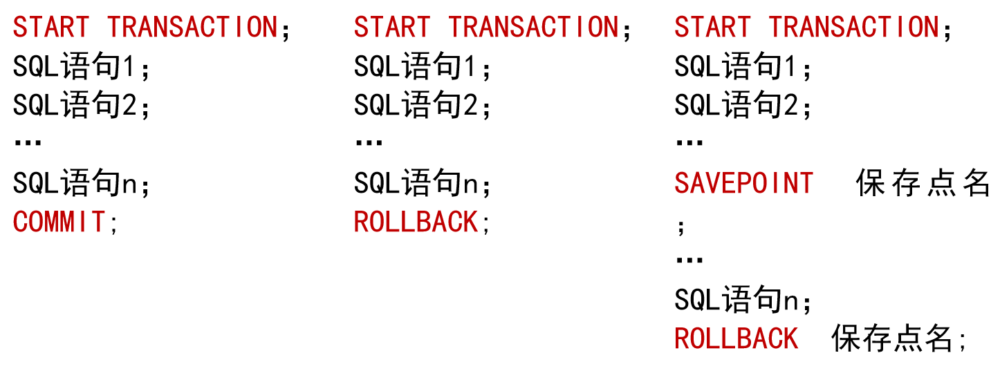 START TRANSACTION；
SQL语句1；
SQL语句2；
…
SQL语句n；
COMMIT;
START TRANSACTION；
SQL语句1；
SQL语句2；
…
SQL语句n；
ROLLBACK;
START TRANSACTION；
SQL语句1；
SQL语句2；
…
SAVEPOINT 保存点名
；
…
SQL语句n；
ROLLBACK 保存点名;